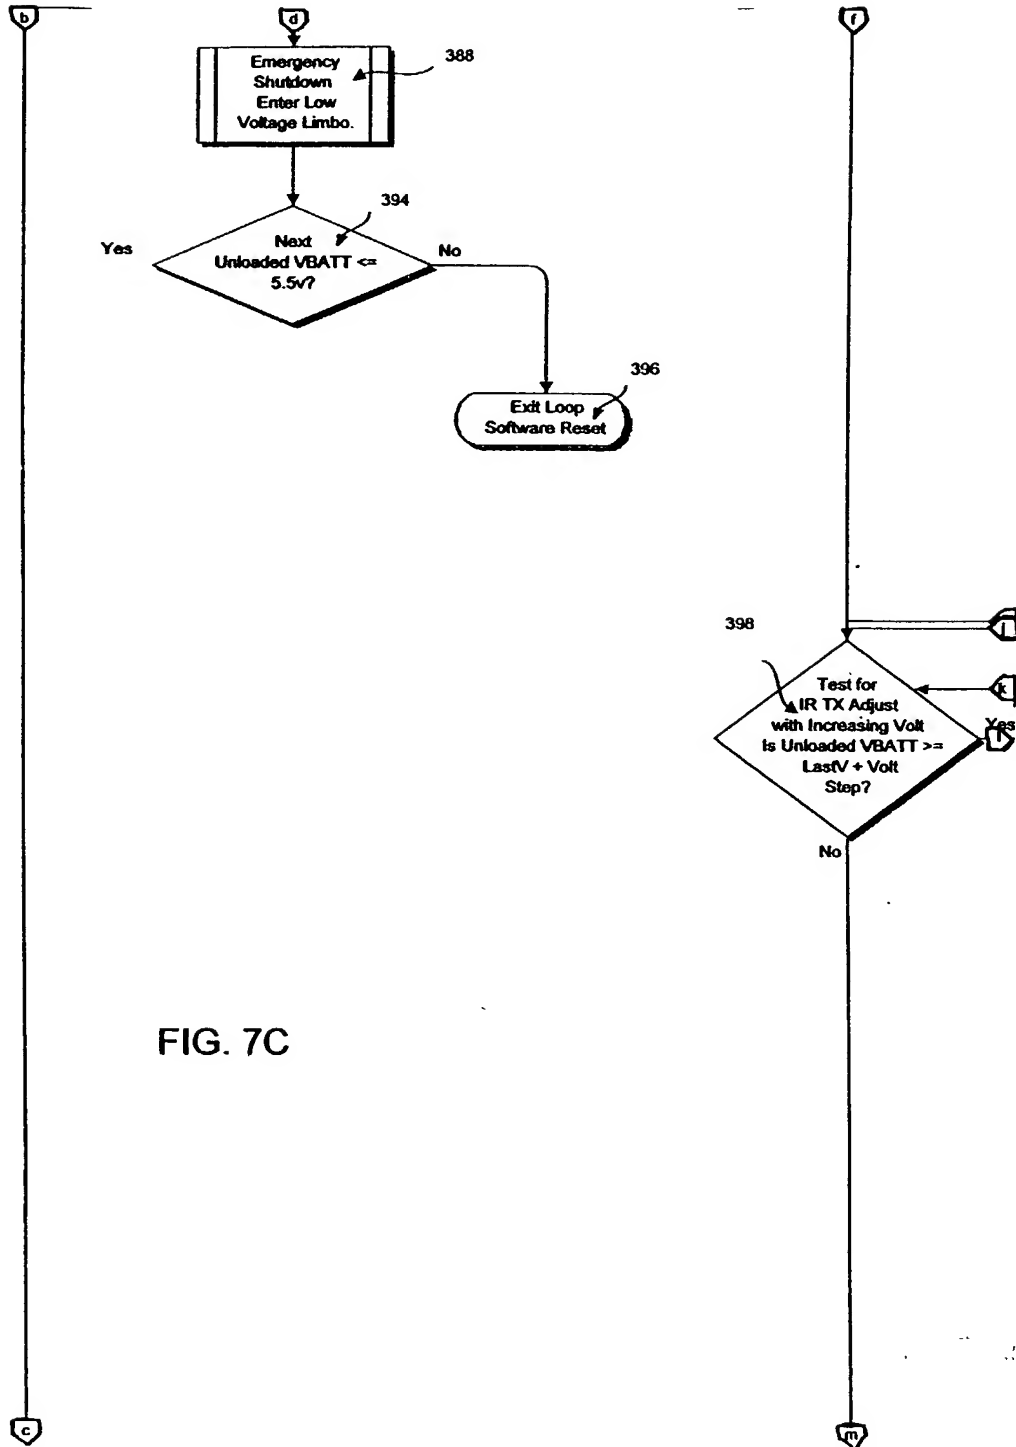 b
d
f
Emergency
Shutdown
Enter Low
Voltage Limbo.
388
394
Yes
Next
Unloaded VBATT <=
5.5v?
No
396
Exit Loop
Software Reset
398
j
Test for
IR TX Adjust
with Increasing Volt
Is Unloaded VBATT >=
LastV + Volt
Step?
k
Yes
l
No
FIG. 7C
c
m